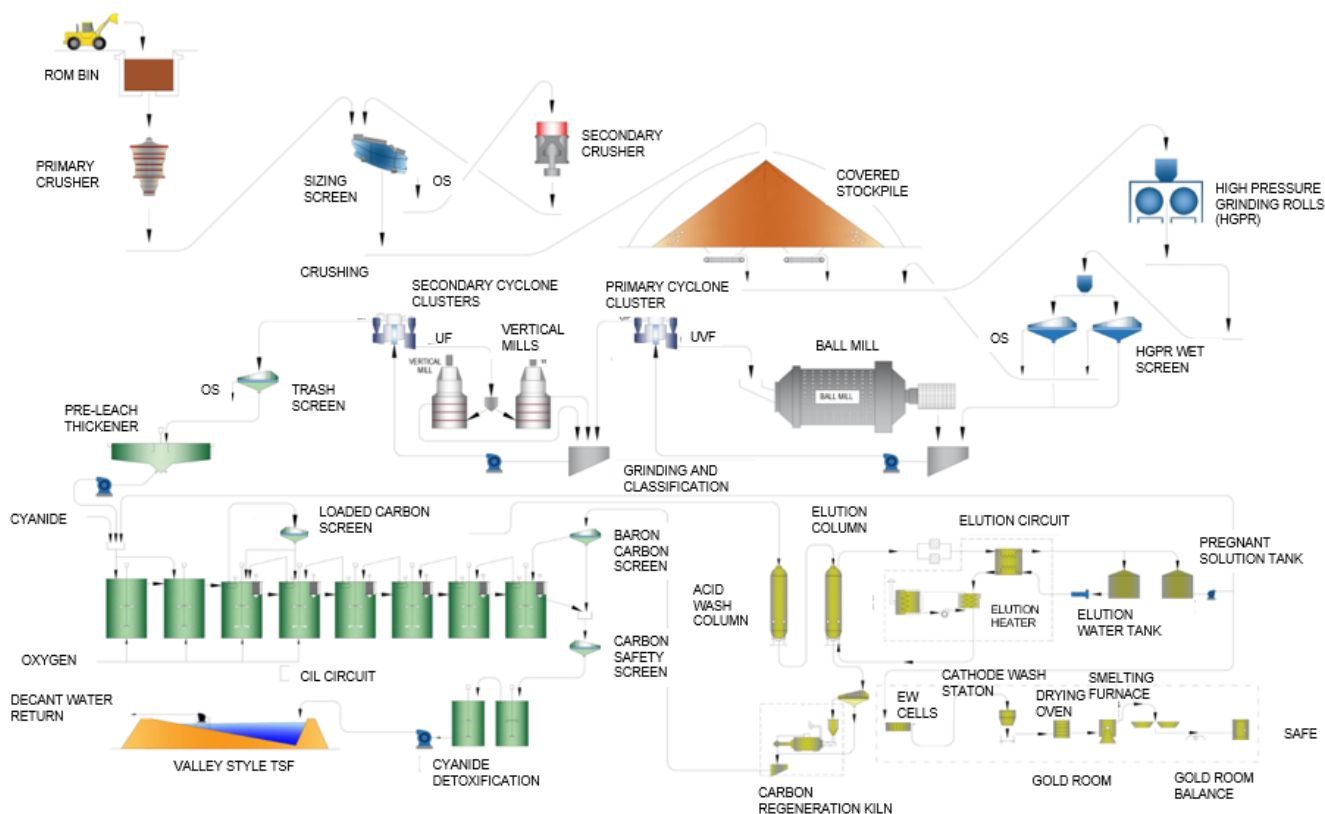 ROM BIN
PRIMARY
CRUSHER
SIZING
SCREEN
OS
SECONDARY
CRUSHER
COVERED
STOCKPILE
HIGH PRESSURE
GRINDING ROLLS
(HGPR)
CRUSHING
SECONDARY CYCLONE
CLUSTERS
UF
VERTICAL
MILLS
VERTICAL
MILL
PRIMARY CYCLONE
CLUSTER
UVF
BALL MILL
BALL MILL
OS
HGPR WET
SCREEN
OS
TRASH
SCREEN
PRE-LEACH
THICKENER
GRINDING AND
CLASSIFICATION
CYANIDE
LOADED CARBON
SCREEN
BARON
CARBON
SCREEN
ELUTION
COLUMN
ELUTION CIRCUIT
PREGNANT
SOLUTION TANK
ACID
WASH
COLUMN
ELUTION
HEATER
ELUTION
WATER TANK
OXYGEN
CIL CIRCUIT
CARBON
SAFETY
SCREEN
DECANT WATER
RETURN
VALLEY STYLE TSF
CYANIDE
DETOXIFICATION
CARBON
REGENERATION KILN
EW
CELLS
CATHODE WASH
STATON
DRYING
OVEN
SMELTING
FURNACE
SAFE
GOLD ROOM
GOLD ROOM
BALANCE